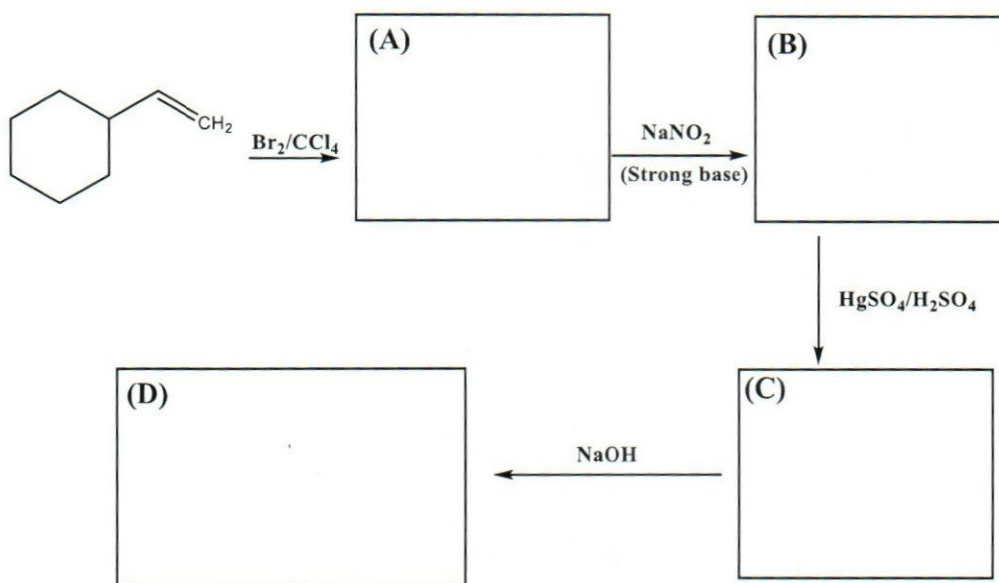 (A)
(B)
CH₂
Br₂/CCl₄
NaNO₂
(Strong base)
HgSO₄/H₂SO₄
(D)
(C)
NaOH